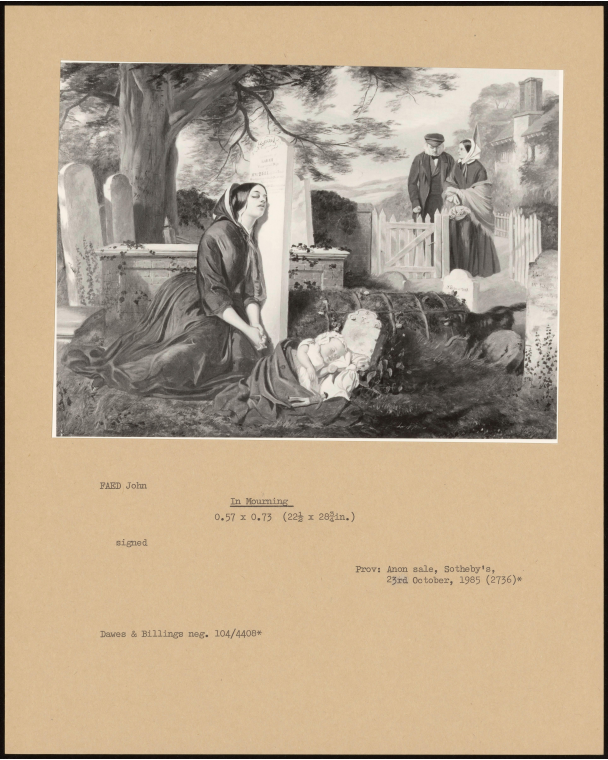 FAED John
In Mourning
0.57 x 0.73 (22½ x 28¾in.)
signed
Prov: Anon sale, Sotheby's,
23rd October, 1985 (2736)*
Dawes & Billings neg. 104/4408*